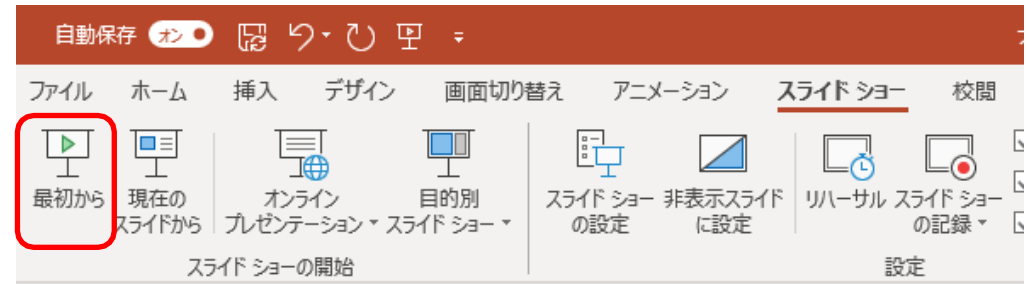 自動保存 オン
ファイル ホーム 挿入 デザイン 画面切り替え アニメーション スライド ショー 校閲
最初から 現在の オンライン 目的別 スライド ショー 非表示スライド リハーサル スライド ショー
スライドから プレゼンテーション スライド ショー の設定 に設定 の記録
スライド ショーの開始 設定